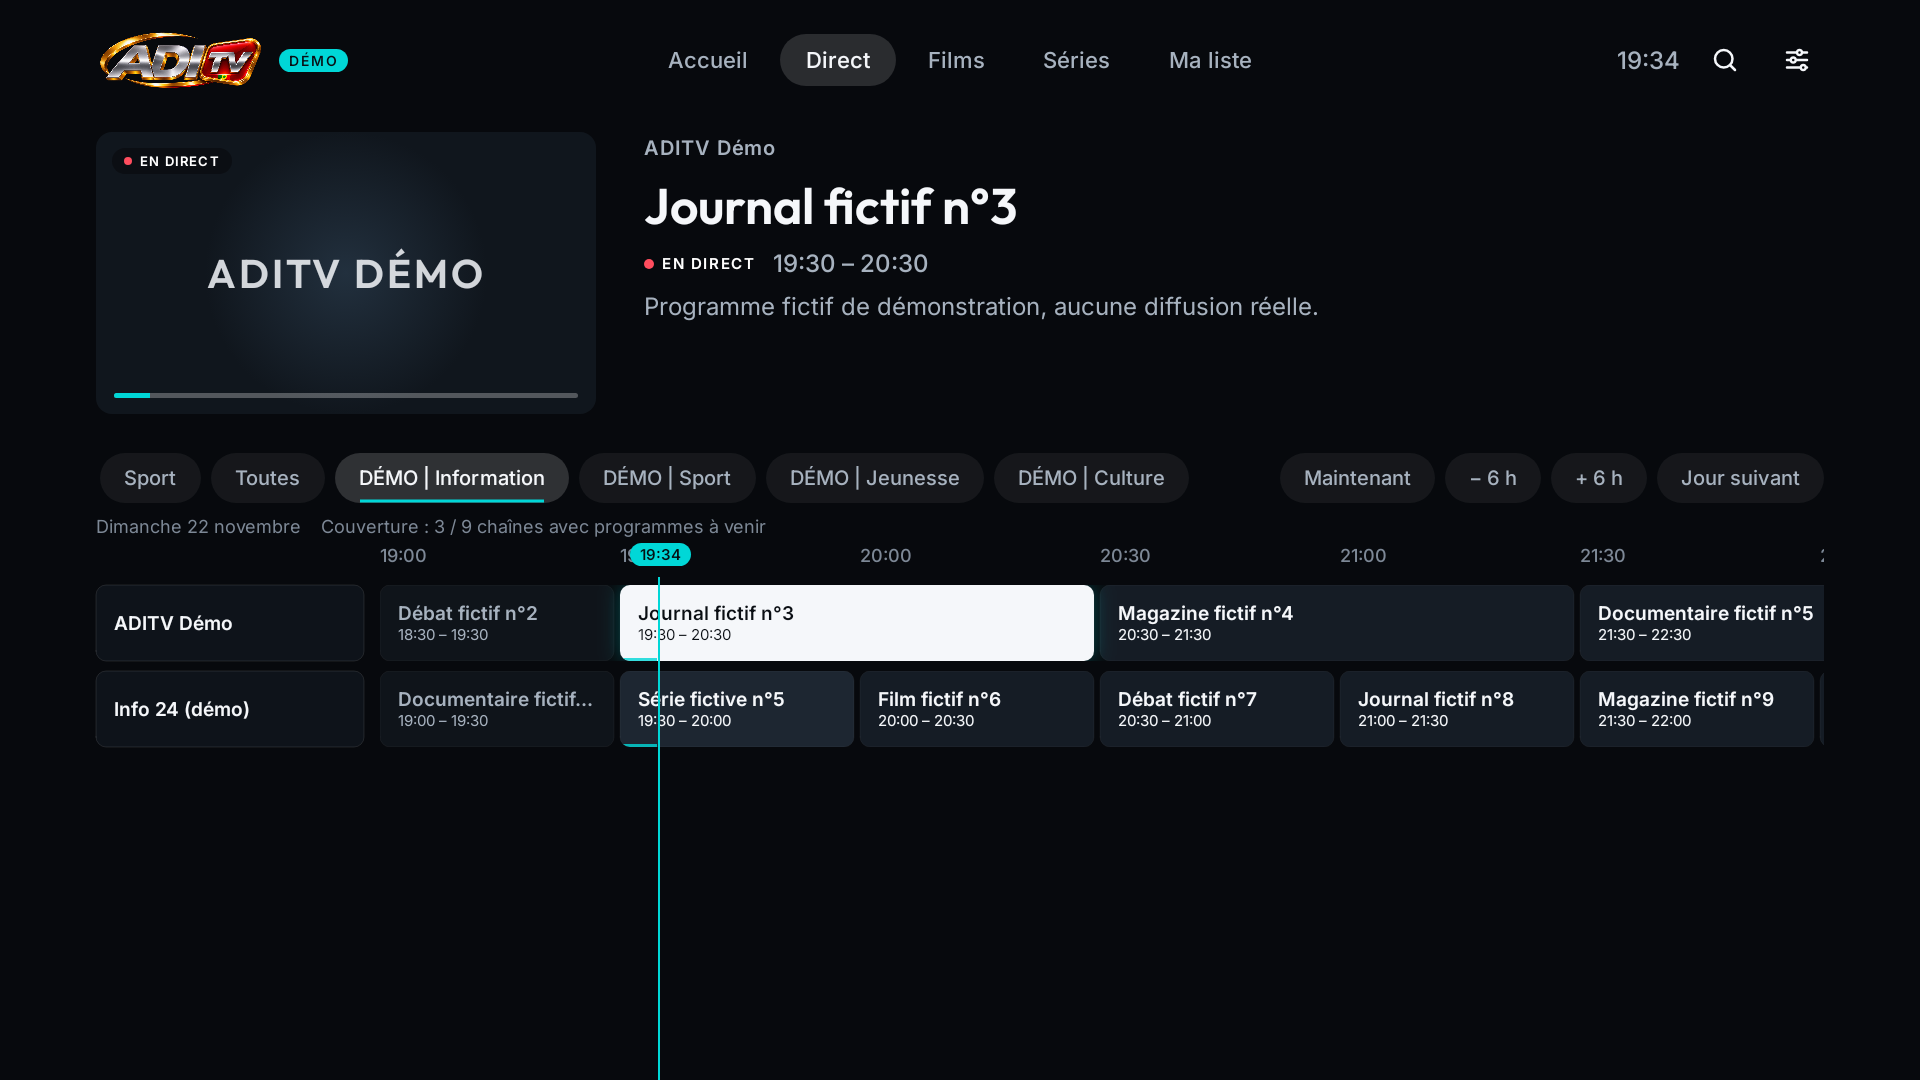 ADITV DÉMO Accueil Direct Films Séries Ma liste 19:34
EN DIRECT
ADITV DÉMO
ADITV Démo
Journal fictif n°3
EN DIRECT 19:30 – 20:30
Programme fictif de démonstration, aucune diffusion réelle.
Sport Toutes DÉMO | Information DÉMO | Sport DÉMO | Jeunesse DÉMO | Culture Maintenant – 6 h + 6 h Jour suivant
Dimanche 22 novembre Couverture : 3 / 9 chaînes avec programmes à venir
19:00 19:34 20:00 20:30 21:00 21:30
ADITV Démo
Débat fictif n°2
18:30 – 19:30
Journal fictif n°3
19:30 – 20:30
Magazine fictif n°4
20:30 – 21:30
Documentaire fictif n°5
21:30 – 22:30
Info 24 (démo)
Documentaire fictif...
19:00 – 19:30
Série fictive n°5
19:30 – 20:00
Film fictif n°6
20:00 – 20:30
Débat fictif n°7
20:30 – 21:00
Journal fictif n°8
21:00 – 21:30
Magazine fictif n°9
21:30 – 22:00